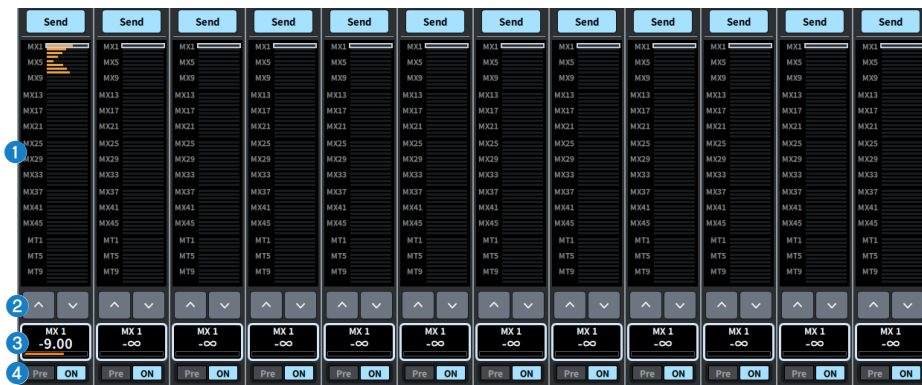 Send Send Send Send Send Send Send Send Send Send Send Send
MX1 MX1 MX1 MX1 MX1 MX1 MX1 MX1 MX1 MX1 MX1 MX1
MX5 MX5 MX5 MX5 MX5 MX5 MX5 MX5 MX5 MX5 MX5 MX5
MX9 MX9 MX9 MX9 MX9 MX9 MX9 MX9 MX9 MX9 MX9 MX9
MX13 MX13 MX13 MX13 MX13 MX13 MX13 MX13 MX13 MX13 MX13 MX13
MX17 MX17 MX17 MX17 MX17 MX17 MX17 MX17 MX17 MX17 MX17 MX17
MX21 MX21 MX21 MX21 MX21 MX21 MX21 MX21 MX21 MX21 MX21 MX21
MX25 MX25 MX25 MX25 MX25 MX25 MX25 MX25 MX25 MX25 MX25 MX25
1 MX29 MX29 MX29 MX29 MX29 MX29 MX29 MX29 MX29 MX29 MX29 MX29
MX33 MX33 MX33 MX33 MX33 MX33 MX33 MX33 MX33 MX33 MX33 MX33
MX37 MX37 MX37 MX37 MX37 MX37 MX37 MX37 MX37 MX37 MX37 MX37
MX41 MX41 MX41 MX41 MX41 MX41 MX41 MX41 MX41 MX41 MX41 MX41
MX45 MX45 MX45 MX45 MX45 MX45 MX45 MX45 MX45 MX45 MX45 MX45
MT1 MT1 MT1 MT1 MT1 MT1 MT1 MT1 MT1 MT1 MT1 MT1
MT5 MT5 MT5 MT5 MT5 MT5 MT5 MT5 MT5 MT5 MT5 MT5
MT9 MT9 MT9 MT9 MT9 MT9 MT9 MT9 MT9 MT9 MT9 MT9
2
MX 1 MX 1 MX 1 MX 1 MX 1 MX 1 MX 1 MX 1 MX 1 MX 1 MX 1 MX 1
3 -9.00 -∞ -∞ -∞ -∞ -∞ -∞ -∞ -∞ -∞ -∞ -∞
4 Pre ON Pre ON Pre ON Pre ON Pre ON Pre ON Pre ON Pre ON Pre ON Pre ON Pre ON Pre ON